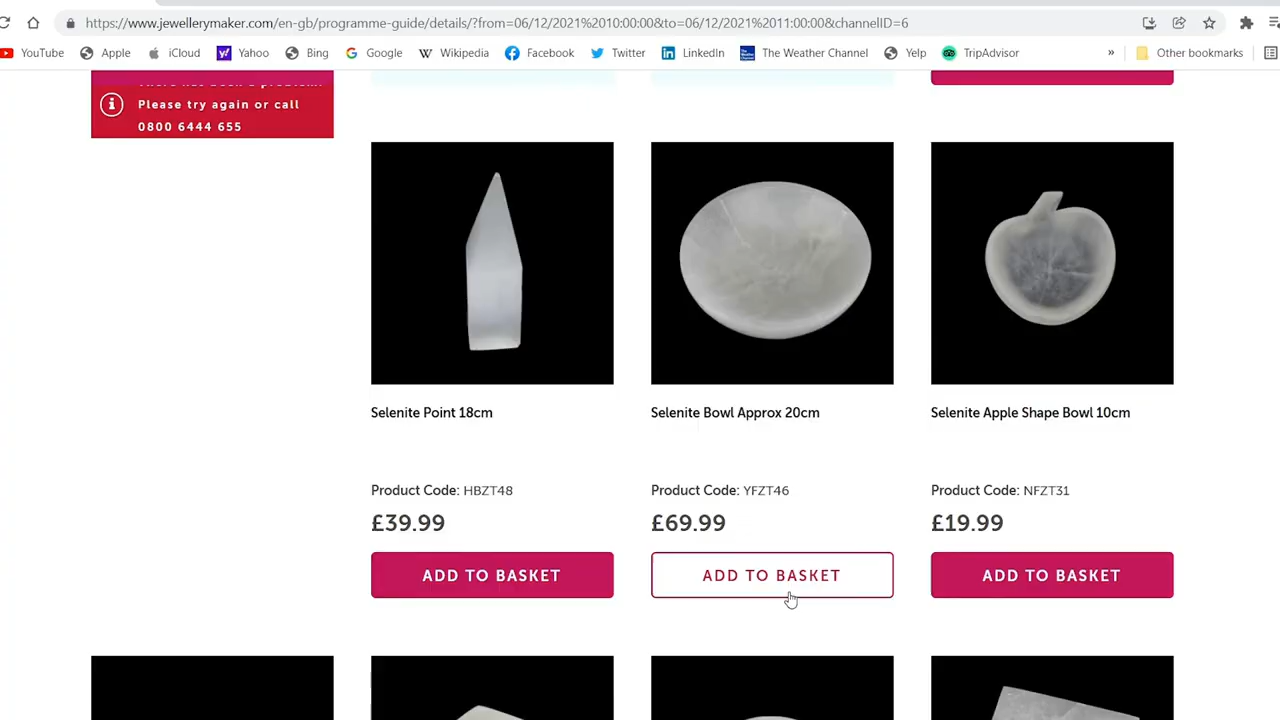 https://www.jewellerymaker.com/en-gb/programme-guide/details/?from=06/12/2021%2010:00:00&to=06/12/2021%2011:00:00&channelID=6
YouTube Apple iCloud Yahoo Bing Google Wikipedia Facebook Twitter LinkedIn The Weather Channel Yelp TripAdvisor » Other bookmarks
There has been a problem.
Please try again or call
0800 6444 655
Selenite Point 18cm
Product Code: HBZT48
£39.99
ADD TO BASKET
Selenite Bowl Approx 20cm
Product Code: YFZT46
£69.99
ADD TO BASKET
Selenite Apple Shape Bowl 10cm
Product Code: NFZT31
£19.99
ADD TO BASKET